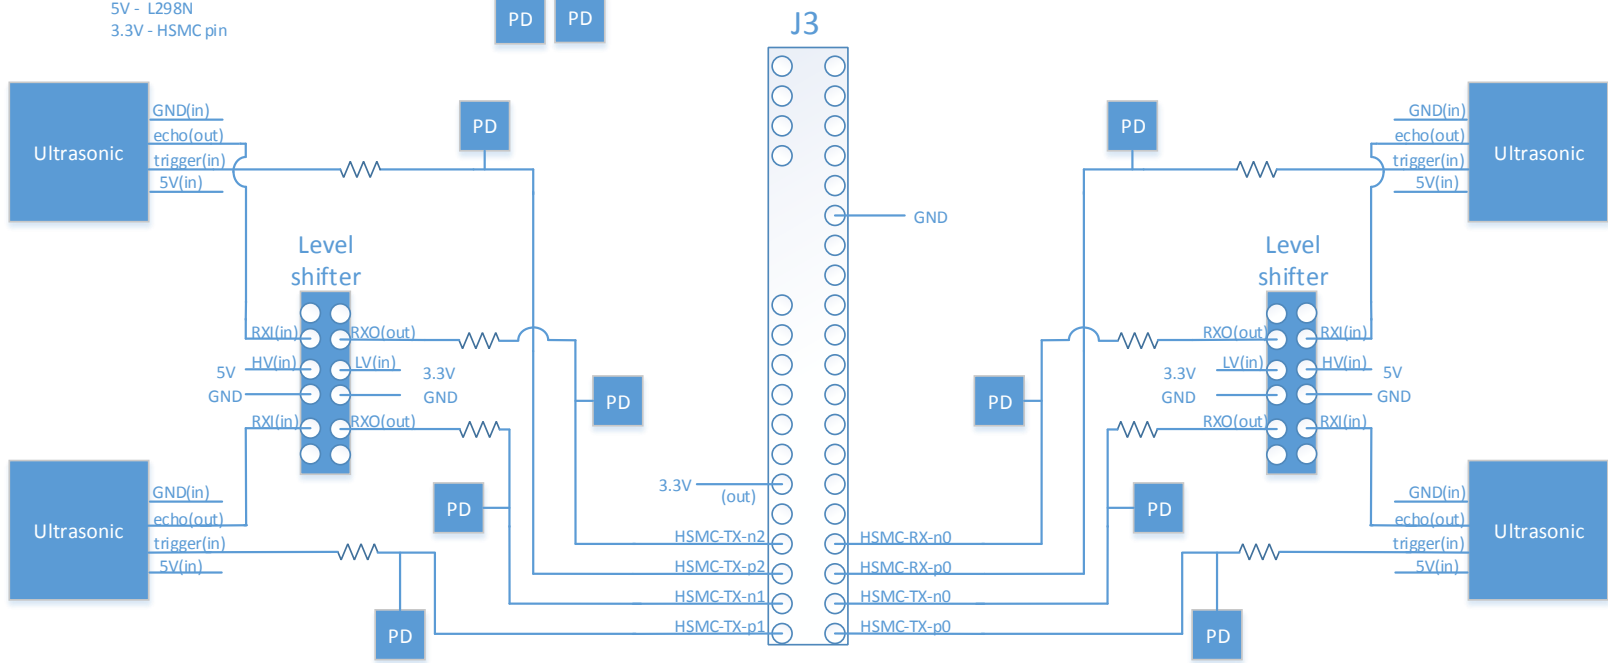 5V - L298N
3.3V - HSMC pin
PD PD
J3
GND(in)
echo(out)
Ultrasonic
trigger(in)
5V(in)
PD
PD
GND(in)
echo(out)
Ultrasonic
trigger(in)
5V(in)
GND
Level
shifter
RXI(in) RXO(out)
HV(in) LV(in)
5V 3.3V
GND GND
RXI(in) RXO(out)
PD
PD
Level
shifter
RXO(out) RXI(in)
LV(in) HV(in)
3.3V 5V
GND GND
RXO(out) RXI(in)
PD
PD
3.3V
(out)
GND(in)
echo(out)
Ultrasonic
trigger(in)
5V(in)
PD
HSMC-TX-n2 HSMC-RX-n0
HSMC-TX-p2 HSMC-RX-p0
HSMC-TX-n1 HSMC-TX-n0
HSMC-TX-p1 HSMC-TX-p0
PD
GND(in)
echo(out)
Ultrasonic
trigger(in)
5V(in)